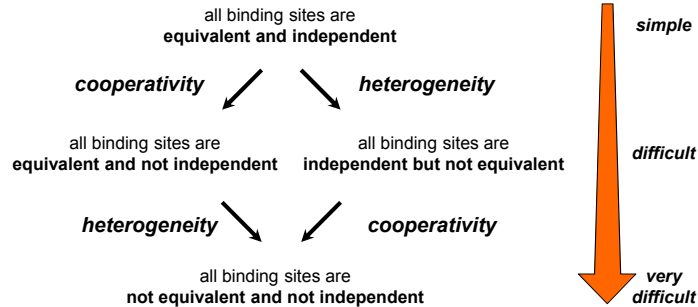 all binding sites are
equivalent and independent
simple
cooperativity
heterogeneity
all binding sites are
equivalent and not independent
all binding sites are
independent but not equivalent
difficult
heterogeneity
cooperativity
all binding sites are
not equivalent and not independent
very
difficult